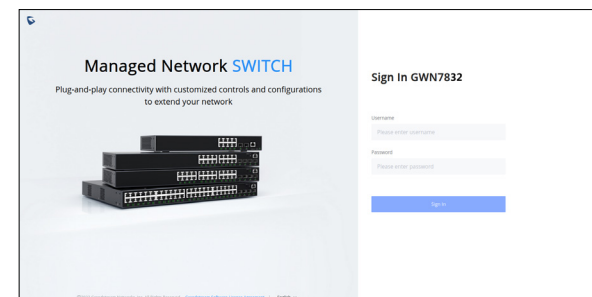 Managed Network SWITCH
Plug-and-play connectivity with customized controls and configurations
to extend your network
Sign In GWN7832
Username
Please enter username
Password
Please enter password
Sign In
English